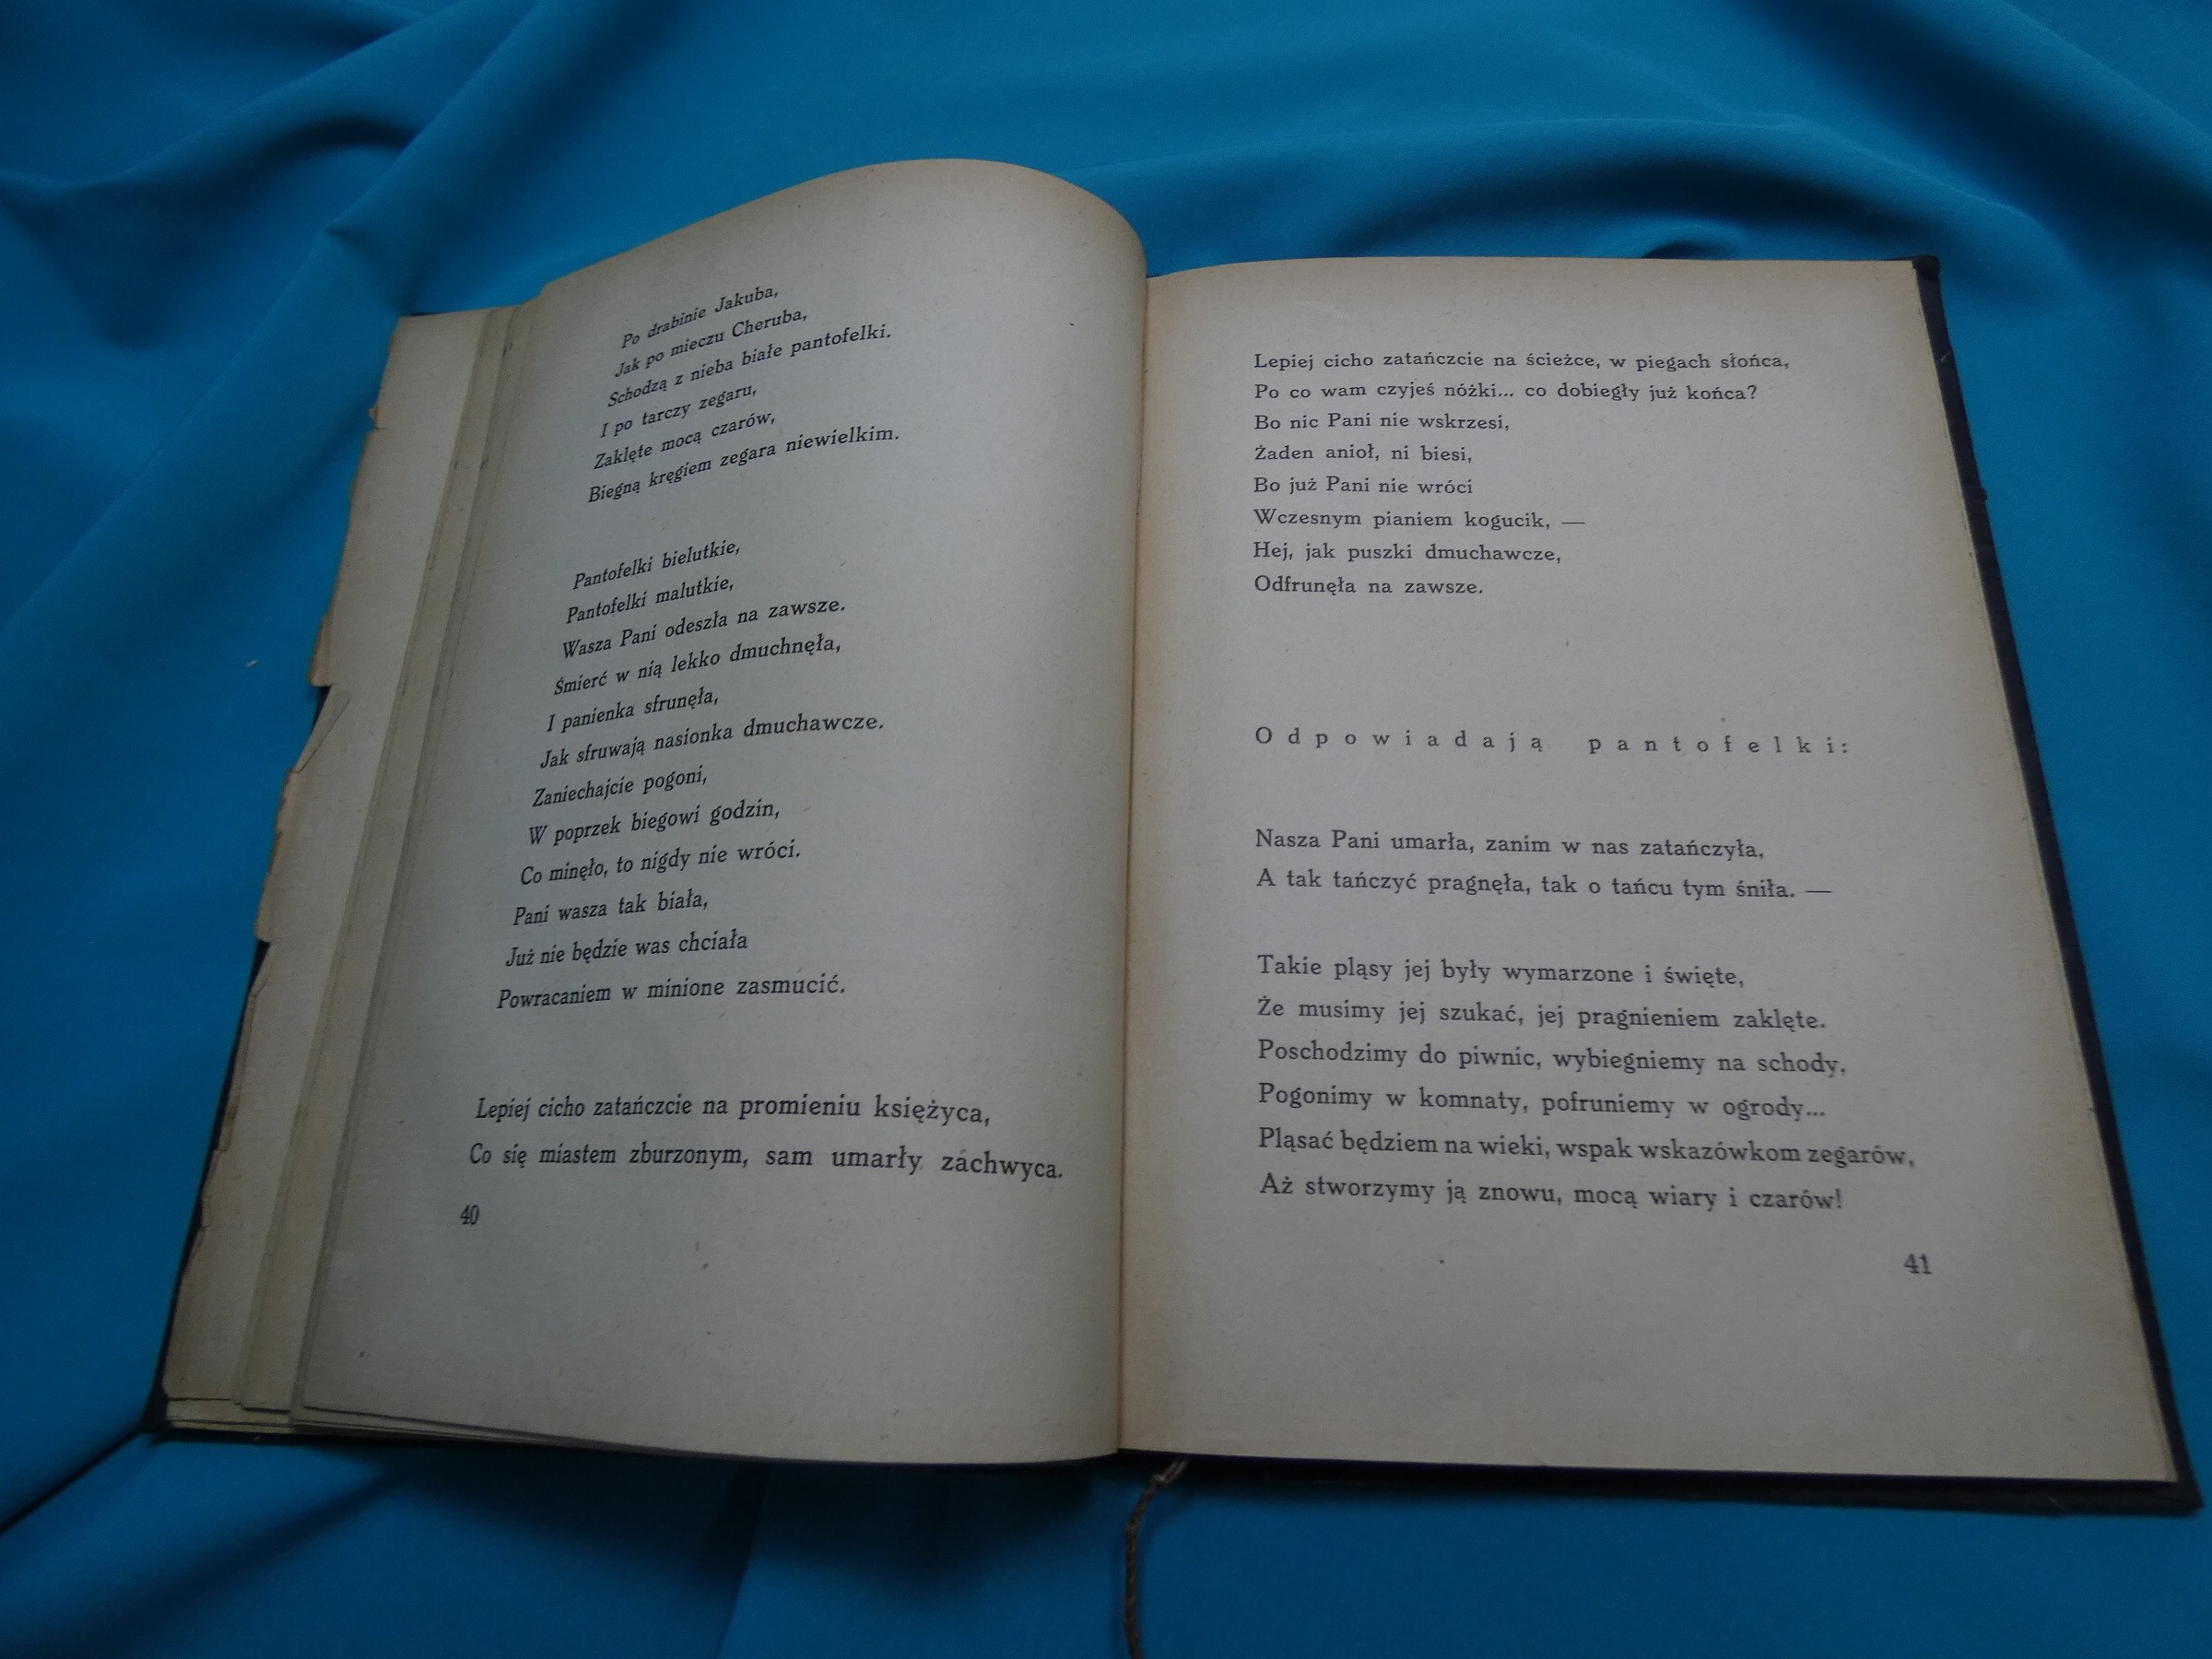 Po drabinie Jakuba,
Jak po mieczu Cheruba,
Schodzą z nieba białe pantofelki.
I po tarczy zegaru,
Zaklęte mocą czarów,
Biegną kręgiem zegara niewielkim.
Pantofelki bielutkie,
Pantofelki malutkie,
Wasza Pani odeszła na zawsze.
Śmierć w nią lekko dmuchnęła,
I panienka sfrunęła,
Jak sfruwają nasionka dmuchawcze.
Zaniechajcie pogoni,
W poprzek biegowi godzin,
Co minęło, to nigdy nie wróci.
Pani wasza tak biała,
Już nie będzie was chciała
Powracaniem w minione zasmucić.
Lepiej cicho zatańczcie na promieniu księżyca,
Co się miastem zburzonym, sam umarły zachwyca.
40
Lepiej cicho zatańczcie na ścieżce, w piegach słońca,
Po co wam czyjeś nóżki... co dobiegły już końca?
Bo nic Pani nie wskrzesi,
Żaden anioł, ni biesi,
Bo już Pani nie wróci
Wczesnym pianiem kogucik, —
Hej, jak puszki dmuchawcze,
Odfrunęła na zawsze.
Odpowiadają pantofelki:
Nasza Pani umarła, zanim w nas zatańczyła,
A tak tańczyć pragnęła, tak o tańcu tym śniła. —
Takie pląsy jej były wymarzone i święte,
Że musimy jej szukać, jej pragnieniem zaklęte.
Poschodzimy do piwnic, wybiegniemy na schody,
Pogonimy w komnaty, pofruniemy w ogrody...
Pląsać będziem na wieki, wspak wskazówkom zegarów,
Aż stworzymy ją znowu, mocą wiary i czarów!
41